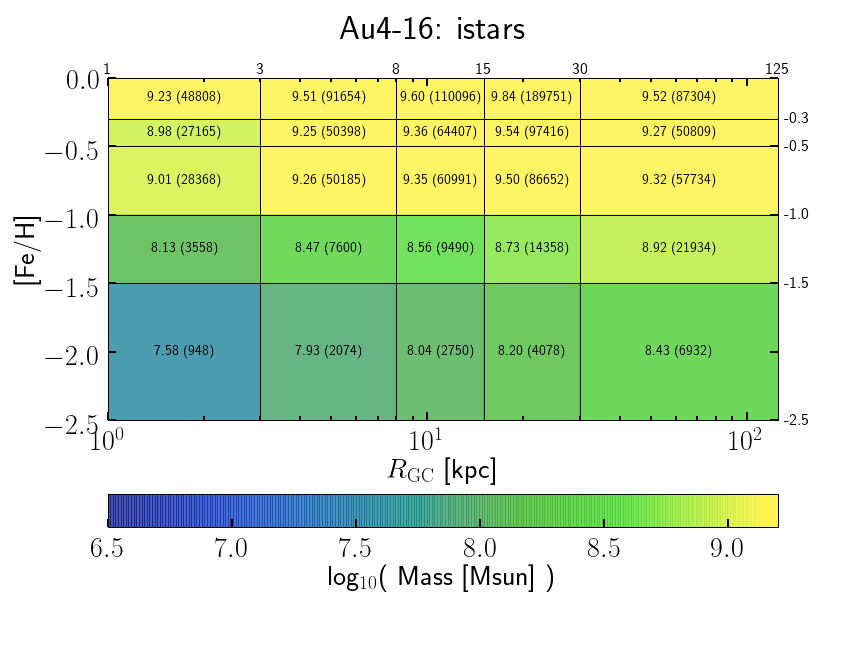 Au4-16: istars
1 3 8 15 30 125
0.0
9.23 (48808) 9.51 (91654) 9.60 (110096) 9.84 (189751) 9.52 (87304)
-0.3
8.98 (27165) 9.25 (50398) 9.36 (64407) 9.54 (97416) 9.27 (50809)
−0.5 -0.5
9.01 (28368) 9.26 (50185) 9.35 (60991) 9.50 (86652) 9.32 (57734)
−1.0 -1.0
[Fe/H]
8.13 (3558) 8.47 (7600) 8.56 (9490) 8.73 (14358) 8.92 (21934)
−1.5 -1.5
7.58 (948) 7.93 (2074) 8.04 (2750) 8.20 (4078) 8.43 (6932)
−2.0
−2.5 -2.5
10⁰ 10¹ 10²
R_GC [kpc]
6.5 7.0 7.5 8.0 8.5 9.0
log₁₀( Mass [Msun] )